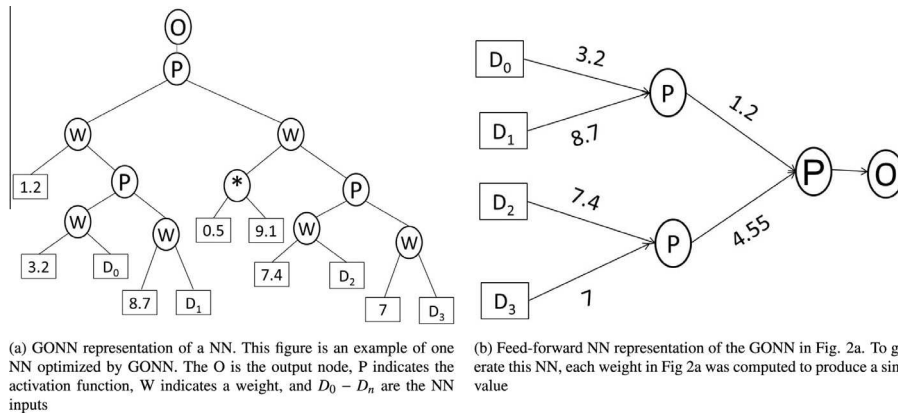 O
P
W
W
1.2
P
*
P
W
W
0.5
9.1
W
W
3.2
D0
8.7
D1
7.4
D2
7
D3
(a) GONN representation of a NN. This figure is an example of one
NN optimized by GONN. The O is the output node, P indicates the
activation function, W indicates a weight, and D0 − Dn are the NN
inputs
D0
3.2
P
D1
8.7
1.2
P
O
D2
7.4
P
4.55
D3
7
(b) Feed-forward NN representation of the GONN in Fig. 2a. To g
erate this NN, each weight in Fig 2a was computed to produce a sin
value